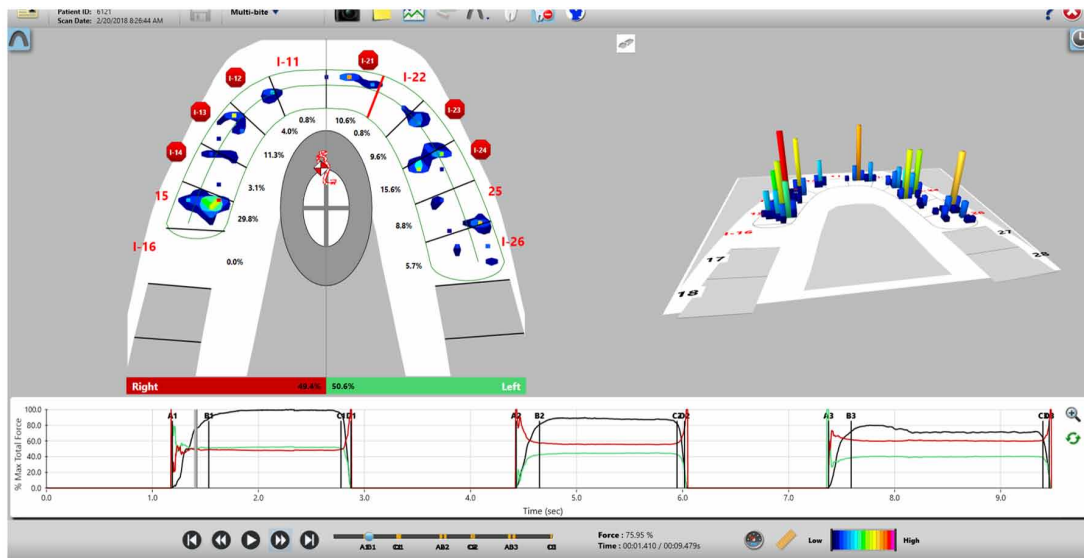 Patient ID: 6121
Scan Date: 2/20/2018 8:26:44 AM
Multi-bite
?
I-11
I-21
I-22
I-12
I-23
I-13
I-24
I-14
15
25
I-16
I-26
0.8%
10.6%
4.0%
0.8%
11.3%
9.6%
3.1%
15.6%
29.8%
8.8%
0.0%
5.7%
I-16
17
18
27
28
Right
49.4%
50.6%
Left
% Max Total Force
100.0
80.0
60.0
40.0
20.0
0.0
A1
B1
C1
D1
A2
B2
C2
D2
A3
B3
0.0
1.0
2.0
3.0
4.0
5.0
6.0
7.0
8.0
9.0
Time (sec)
Force : 75.95 %
Time : 00:01.410 / 00:09.479s
Low
High